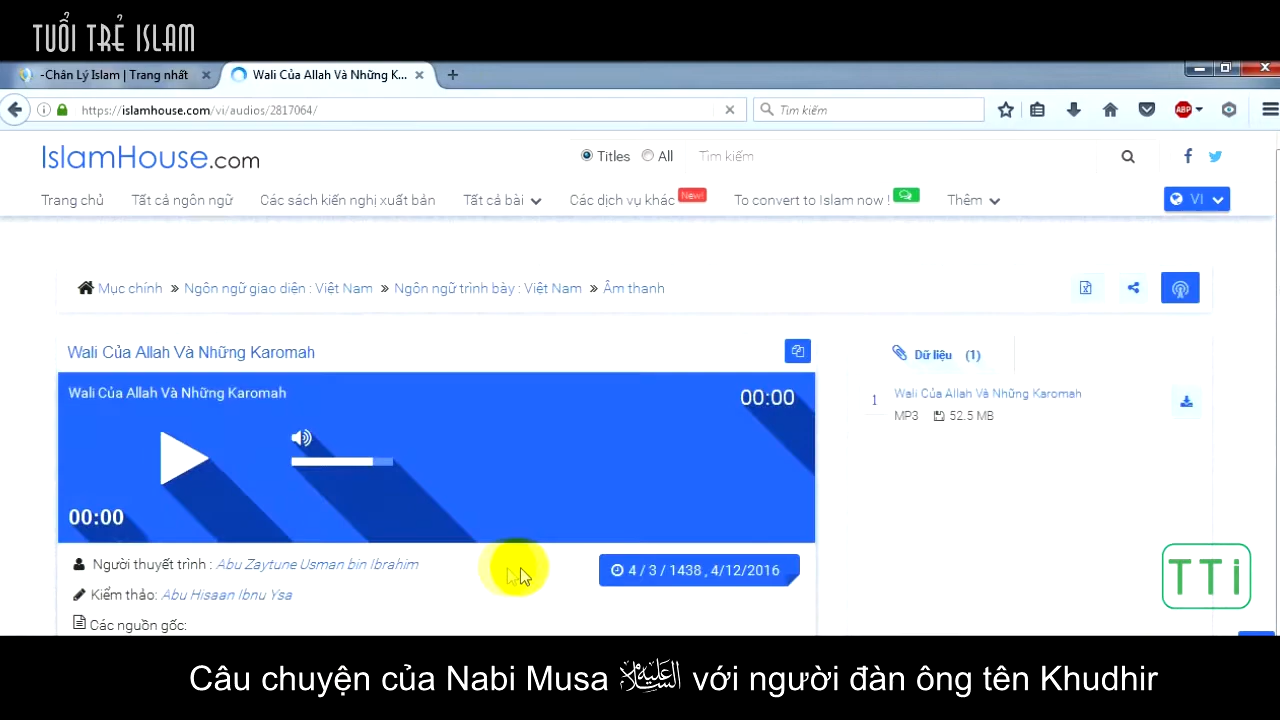 TUỔI TRẺ ISLAM
-Chân Lý Islam | Trang nhất
Wali Của Allah Và Những K...
https://islamhouse.com/vi/audios/2817064/
Tìm kiếm
ABP
IslamHouse.com
Titles All Tìm kiếm
Trang chủ Tất cả ngôn ngữ Các sách kiến nghị xuất bản Tất cả bài Các dịch vụ khác New! To convert to Islam now ! Thêm VI
Mục chính » Ngôn ngữ giao diện : Việt Nam » Ngôn ngữ trình bày : Việt Nam » Âm thanh
Wali Của Allah Và Những Karomah
Wali Của Allah Và Những Karomah
00:00
00:00
Người thuyết trình : Abu Zaytune Usman bin Ibrahim
4 / 3 / 1438 , 4/12/2016
Kiểm thảo: Abu Hisaan Ibnu Ysa
Các nguồn gốc:
Dữ liệu (1)
1 Wali Của Allah Và Những Karomah
MP3 52.5 MB
TTi
Câu chuyện của Nabi Musa عليه السلام với người đàn ông tên Khudhir